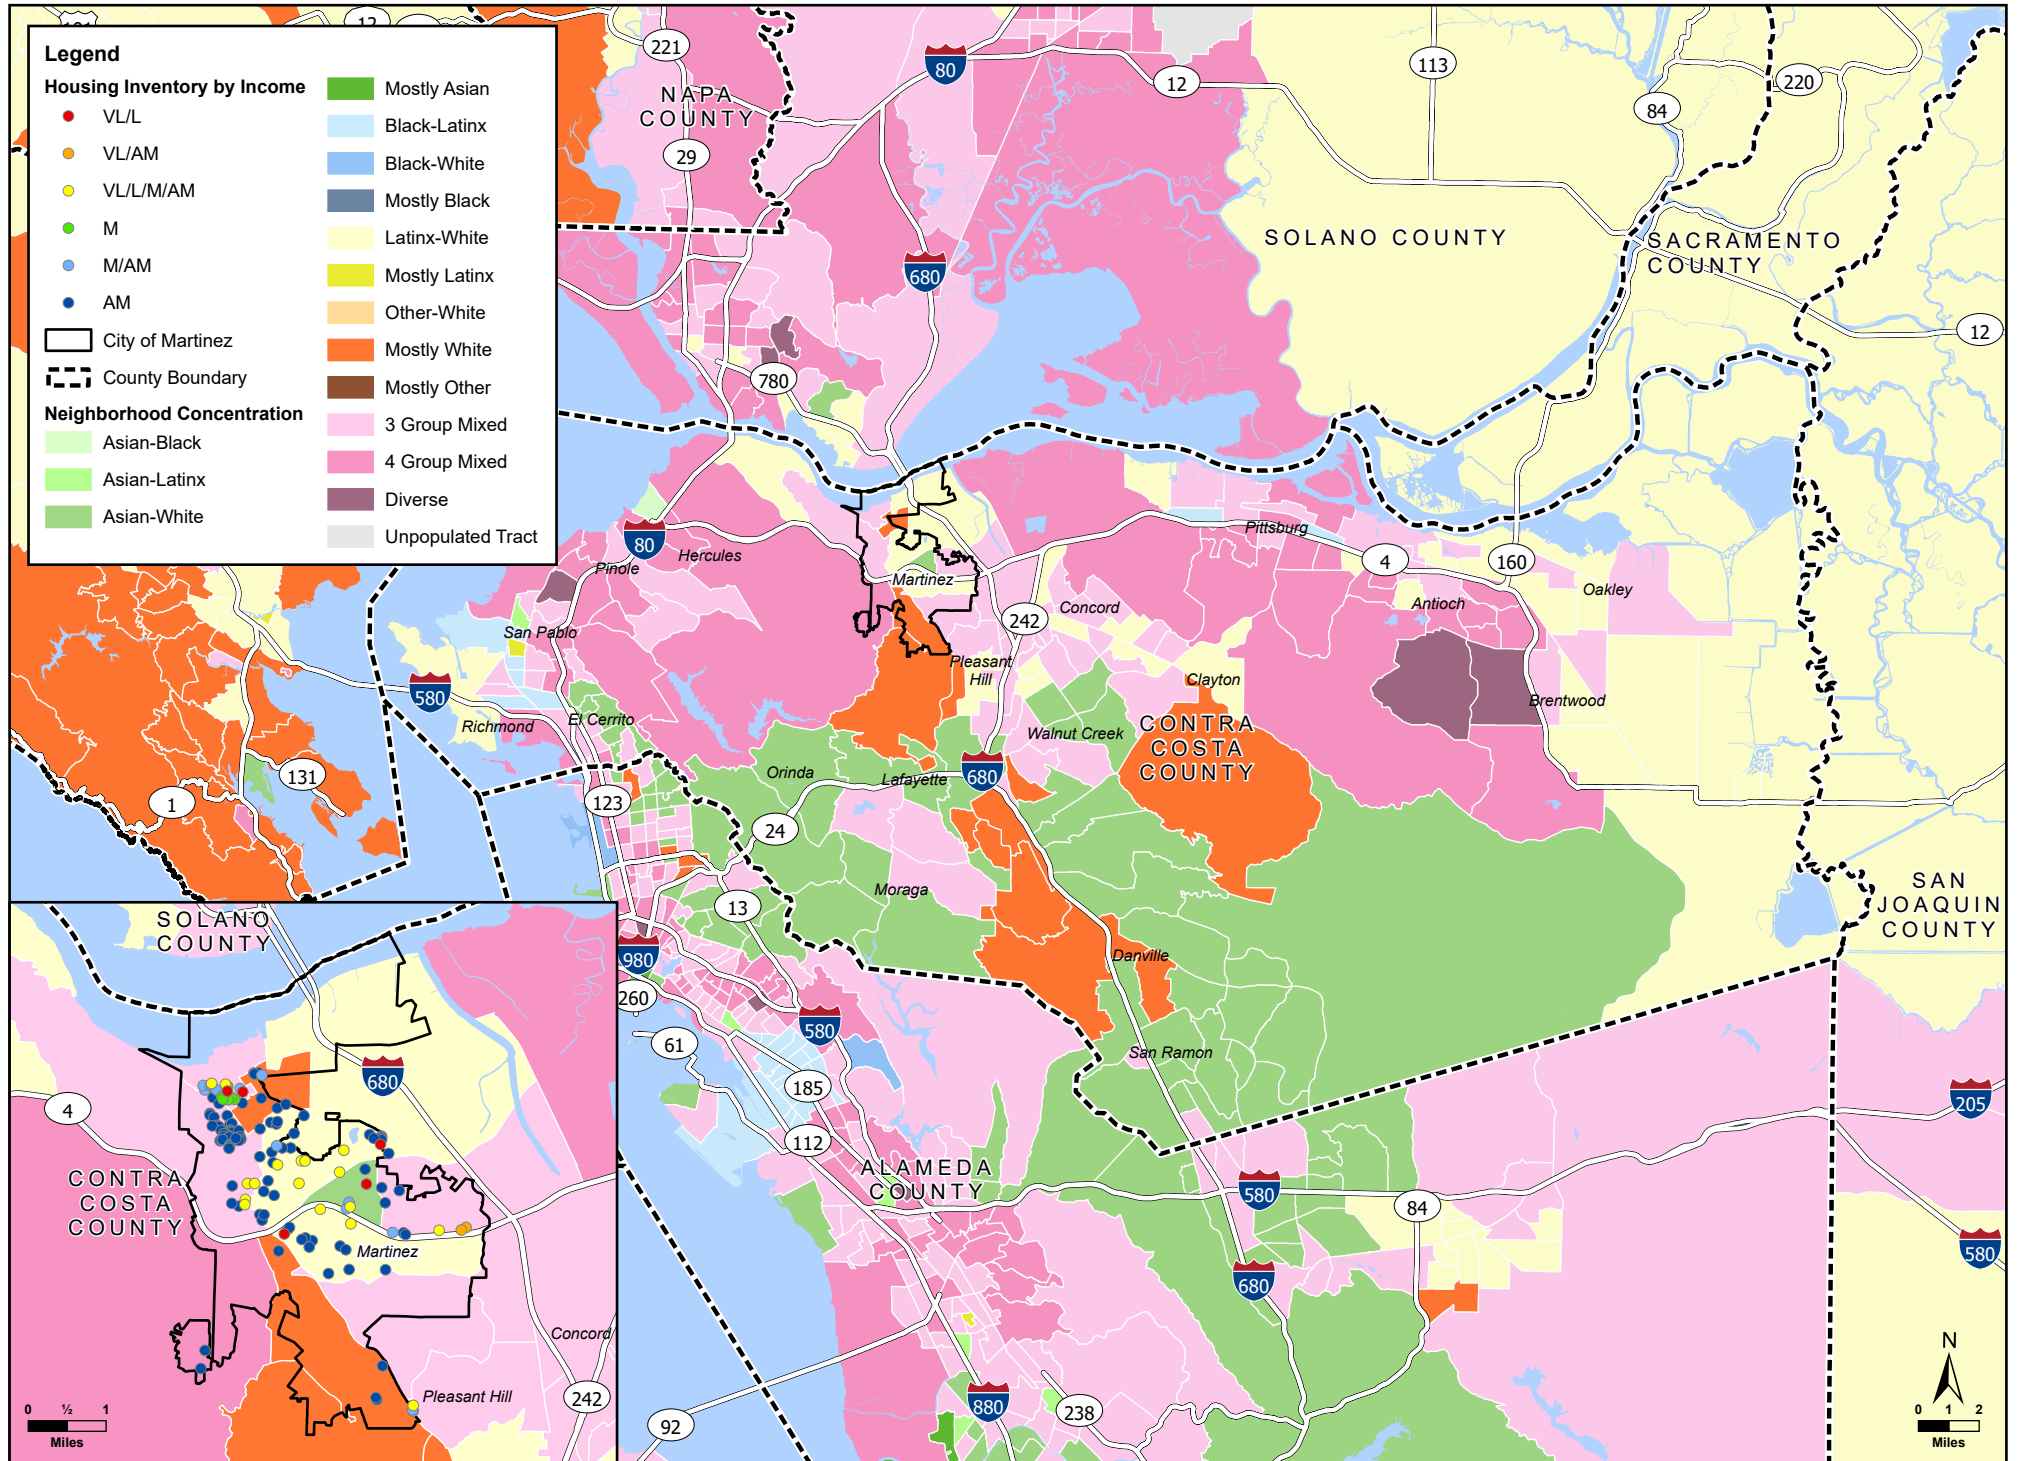 Legend
Housing Inventory by Income
VL/L
VL/AM
VL/L/M/AM
M
M/AM
AM
City of Martinez
County Boundary
Neighborhood Concentration
Asian-Black
Asian-Latinx
Asian-White
Mostly Asian
Black-Latinx
Black-White
Mostly Black
Latinx-White
Mostly Latinx
Other-White
Mostly White
Mostly Other
3 Group Mixed
4 Group Mixed
Diverse
Unpopulated Tract
12
221
80
12
113
84
220
NAPA
COUNTY
29
SOLANO COUNTY
SACRAMENTO
COUNTY
680
12
780
80
Hercules
Pinole
Martinez
Pittsburg
4
160
Oakley
Antioch
Concord
242
San Pablo
Pleasant
Hill
Clayton
Brentwood
580
Richmond
El Cerrito
Walnut Creek
CONTRA
COSTA
COUNTY
131
1
Orinda
Lafayette
680
123
24
Moraga
13
SAN
JOAQUIN
COUNTY
980
Danville
260
580
61
San Ramon
185
205
112
ALAMEDA
COUNTY
580
84
580
680
880
238
92
N
0 1 2
Miles
SOLANO
COUNTY
680
4
CONTRA
COSTA
COUNTY
Martinez
Concord
Pleasant Hill
242
0 ½ 1
Miles